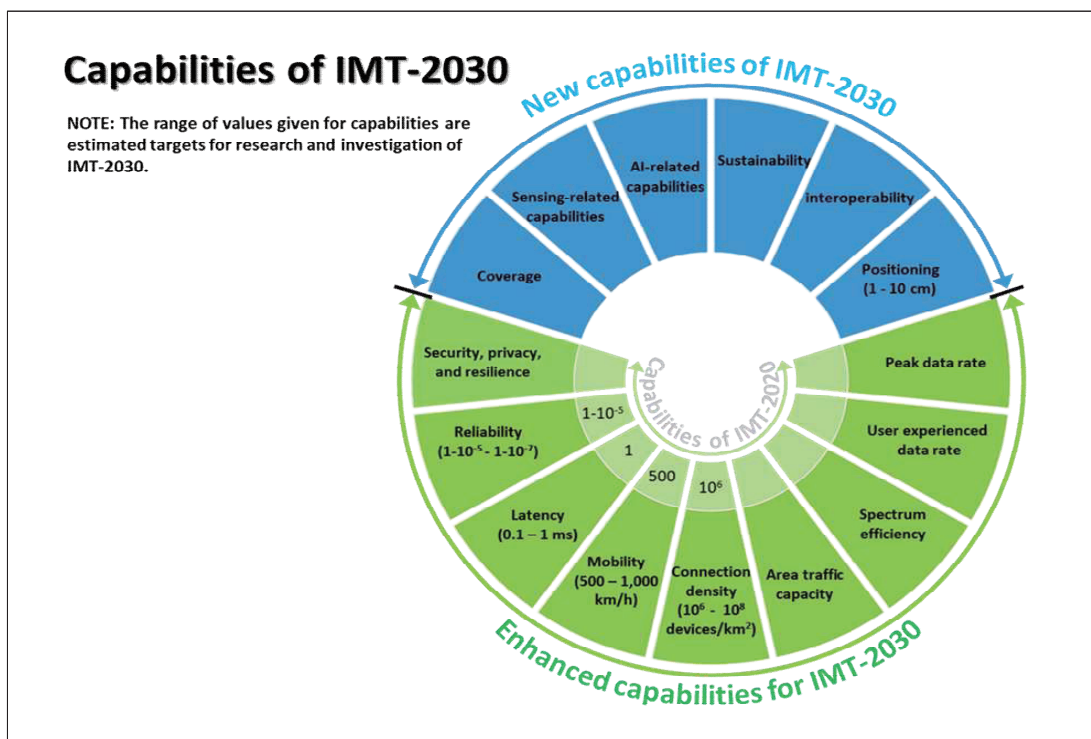 Capabilities of IMT-2030
NOTE: The range of values given for capabilities are
estimated targets for research and investigation of
IMT-2030.
New capabilities of IMT-2030
Coverage
Sensing-related
capabilities
AI-related
capabilities
Sustainability
interoperability
Positioning
(1 - 10 cm)
Security, privacy,
and resilience
Reliability
(1-10⁻⁵ - 1-10⁻⁷)
Latency
(0.1 – 1 ms)
Mobility
(500 – 1,000
km/h)
Connection
density
(10⁶ - 10⁸
devices/km²)
Area traffic
capacity
Spectrum
efficiency
User experienced
data rate
Peak data rate
1-10⁻⁵
1
500
10⁶
Capabilities of IMT-2020
Enhanced capabilities for IMT-2030